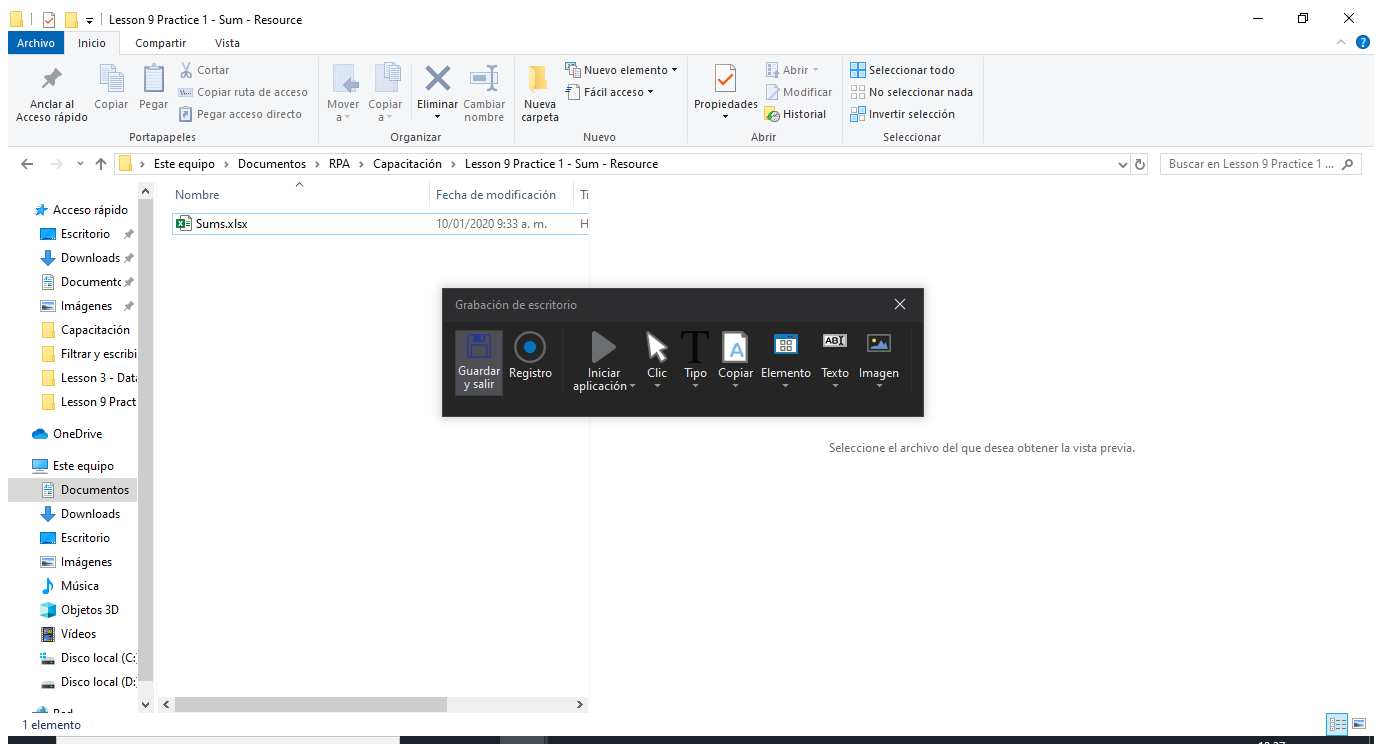 Lesson 9 Practice 1 - Sum - Resource
Archivo Inicio Compartir Vista
Anclar al Acceso rápido
Copiar
Pegar
Cortar
Copiar ruta de acceso
Pegar acceso directo
Portapapeles
Mover a
Copiar a
Eliminar
Cambiar nombre
Organizar
Nueva carpeta
Nuevo elemento
Fácil acceso
Nuevo
Propiedades
Abrir
Modificar
Historial
Abrir
Seleccionar todo
No seleccionar nada
Invertir selección
Seleccionar
Este equipo > Documentos > RPA > Capacitación > Lesson 9 Practice 1 - Sum - Resource
Buscar en Lesson 9 Practice 1 ...
Acceso rápido
Escritorio
Downloads
Documentc
Imágenes
Capacitación
Filtrar y escribi
Lesson 3 - Data
Lesson 9 Pract
OneDrive
Este equipo
Documentos
Downloads
Escritorio
Imágenes
Música
Objetos 3D
Vídeos
Disco local (C:
Disco local (D:
Nombre Fecha de modificación Ti
Sums.xlsx 10/01/2020 9:33 a. m. H
Grabación de escritorio
Guardar y salir
Registro
Iniciar aplicación
Clic
Tipo
Copiar
Elemento
Texto
Imagen
Seleccione el archivo del que desea obtener la vista previa.
1 elemento